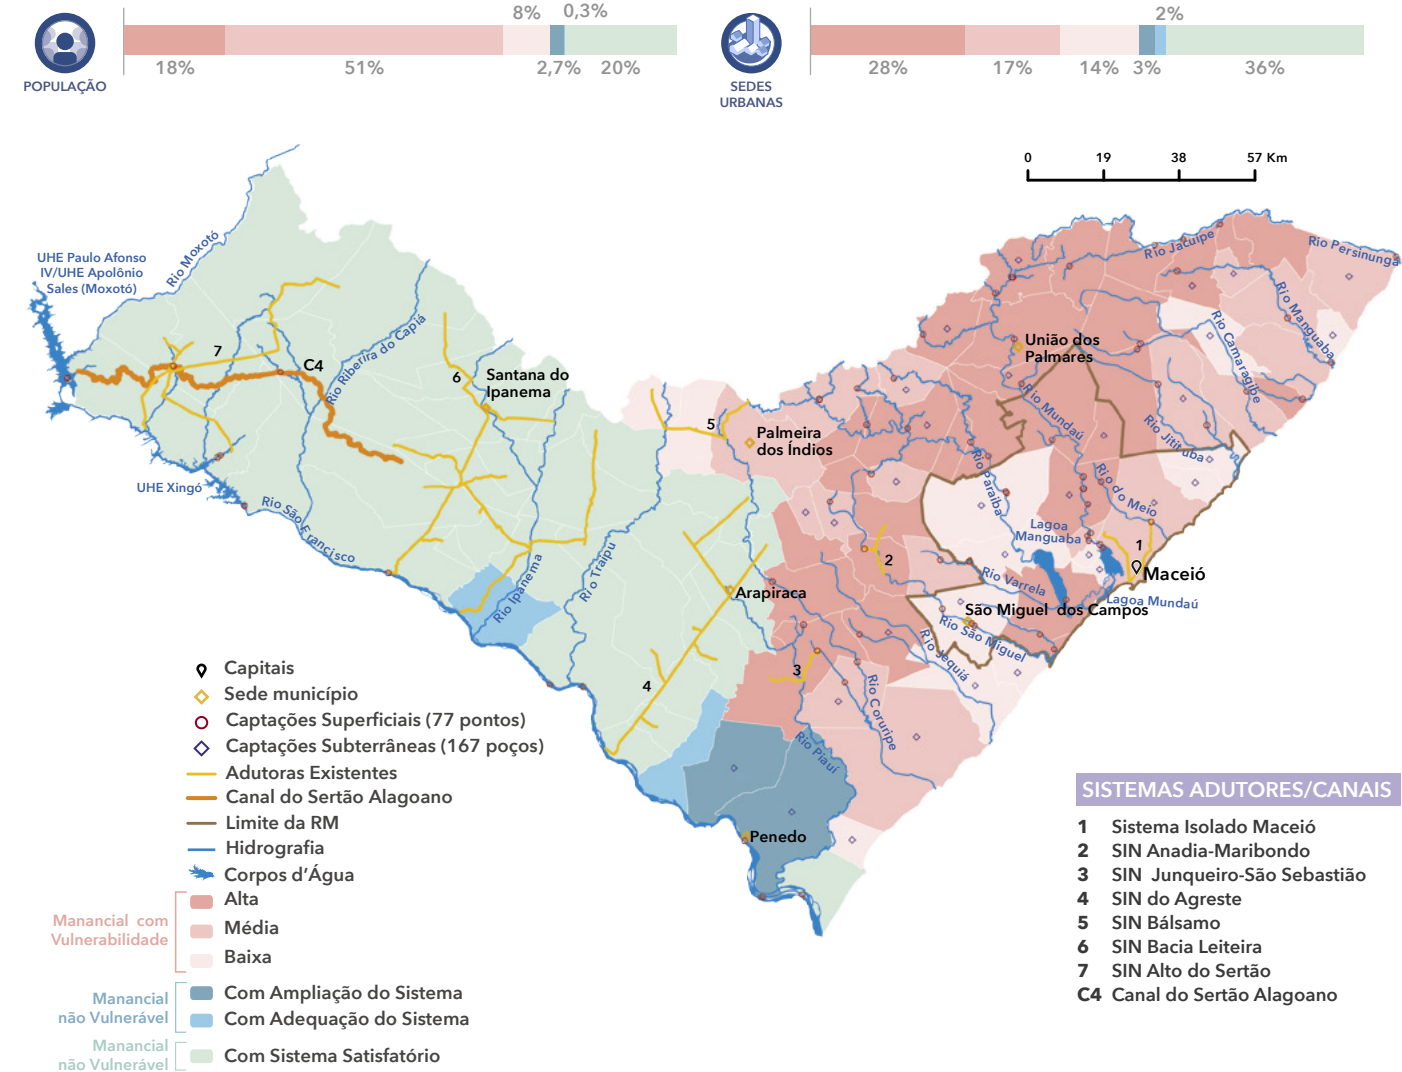 8%
0,3%
18%
51%
2,7%
20%
POPULAÇÃO
2%
28%
17%
14%
3%
36%
SEDES
URBANAS
0
19
38
57 Km
UHE Paulo Afonso
IV/UHE Apolônio
Sales (Moxotó)
Rio Moxotó
7
C4
Rio Riberira do Capiá
6
Santana do
Ipanema
UHE Xingó
Rio São Francisco
Rio Ipanema
Rio Traipu
5
Palmeira
dos Índios
Arapiraca
4
3
2
1
União dos
Palmares
Rio Jacuípe
Rio Persinunga
Rio Manguaba
Rio Camaragibe
Rio Mundaú
Rio Jitituba
Rio do Meio
Rio Paraíba
Lagoa
Manguaba
Maceió
Lagoa Mundaú
Rio Varrela
São Miguel dos Campos
Rio São Miguel
Rio Jequiá
Rio Coruripe
Rio Piauí
Penedo
Capitais
Sede município
Captações Superficiais (77 pontos)
Captações Subterrâneas (167 poços)
Adutoras Existentes
Canal do Sertão Alagoano
Limite da RM
Hidrografia
Corpos d’Água
Manancial com
Vulnerabilidade
Alta
Média
Baixa
Manancial
não Vulnerável
Com Ampliação do Sistema
Com Adequação do Sistema
Manancial
não Vulnerável
Com Sistema Satisfatório
SISTEMAS ADUTORES/CANAIS
1 Sistema Isolado Maceió
2 SIN Anadia-Maribondo
3 SIN Junqueiro-São Sebastião
4 SIN do Agreste
5 SIN Bálsamo
6 SIN Bacia Leiteira
7 SIN Alto do Sertão
C4 Canal do Sertão Alagoano